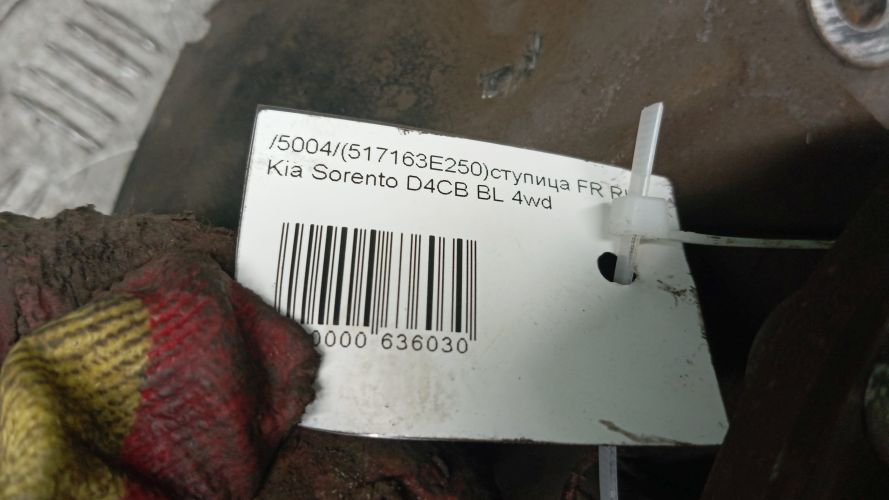 /5004/(517163E250)ступица FR
Kia Sorento D4CB BL 4wd
0000 636030